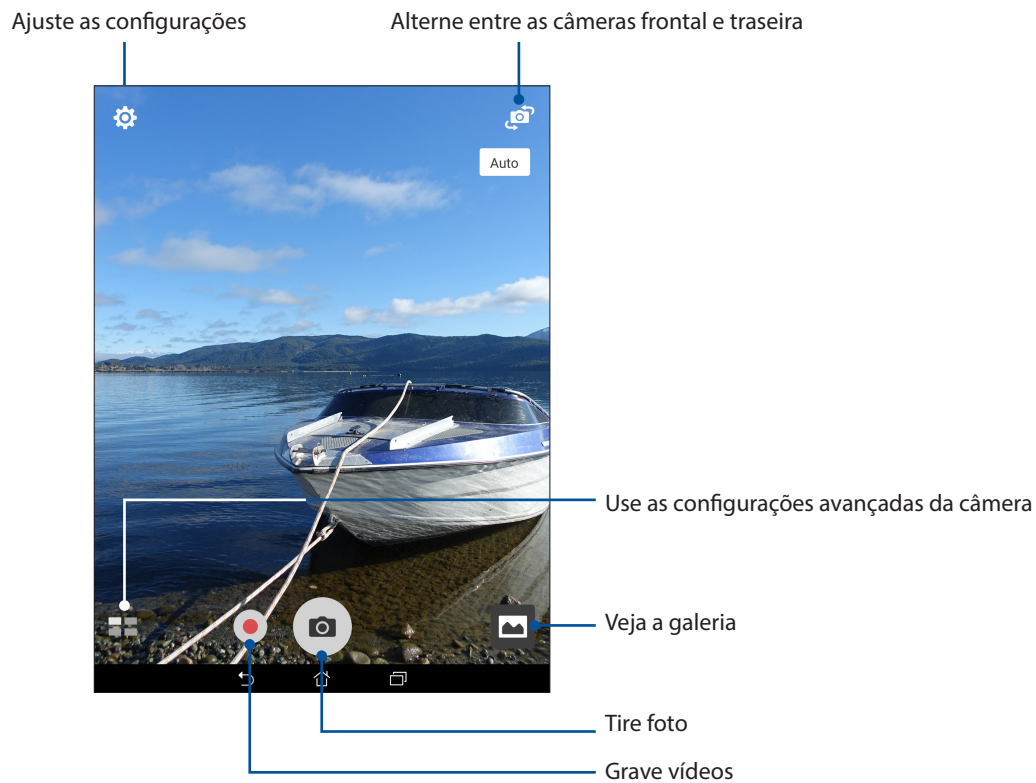 Ajuste as configurações
Alterne entre as câmeras frontal e traseira
Auto
Use as configurações avançadas da câmera
Veja a galeria
Tire foto
Grave vídeos